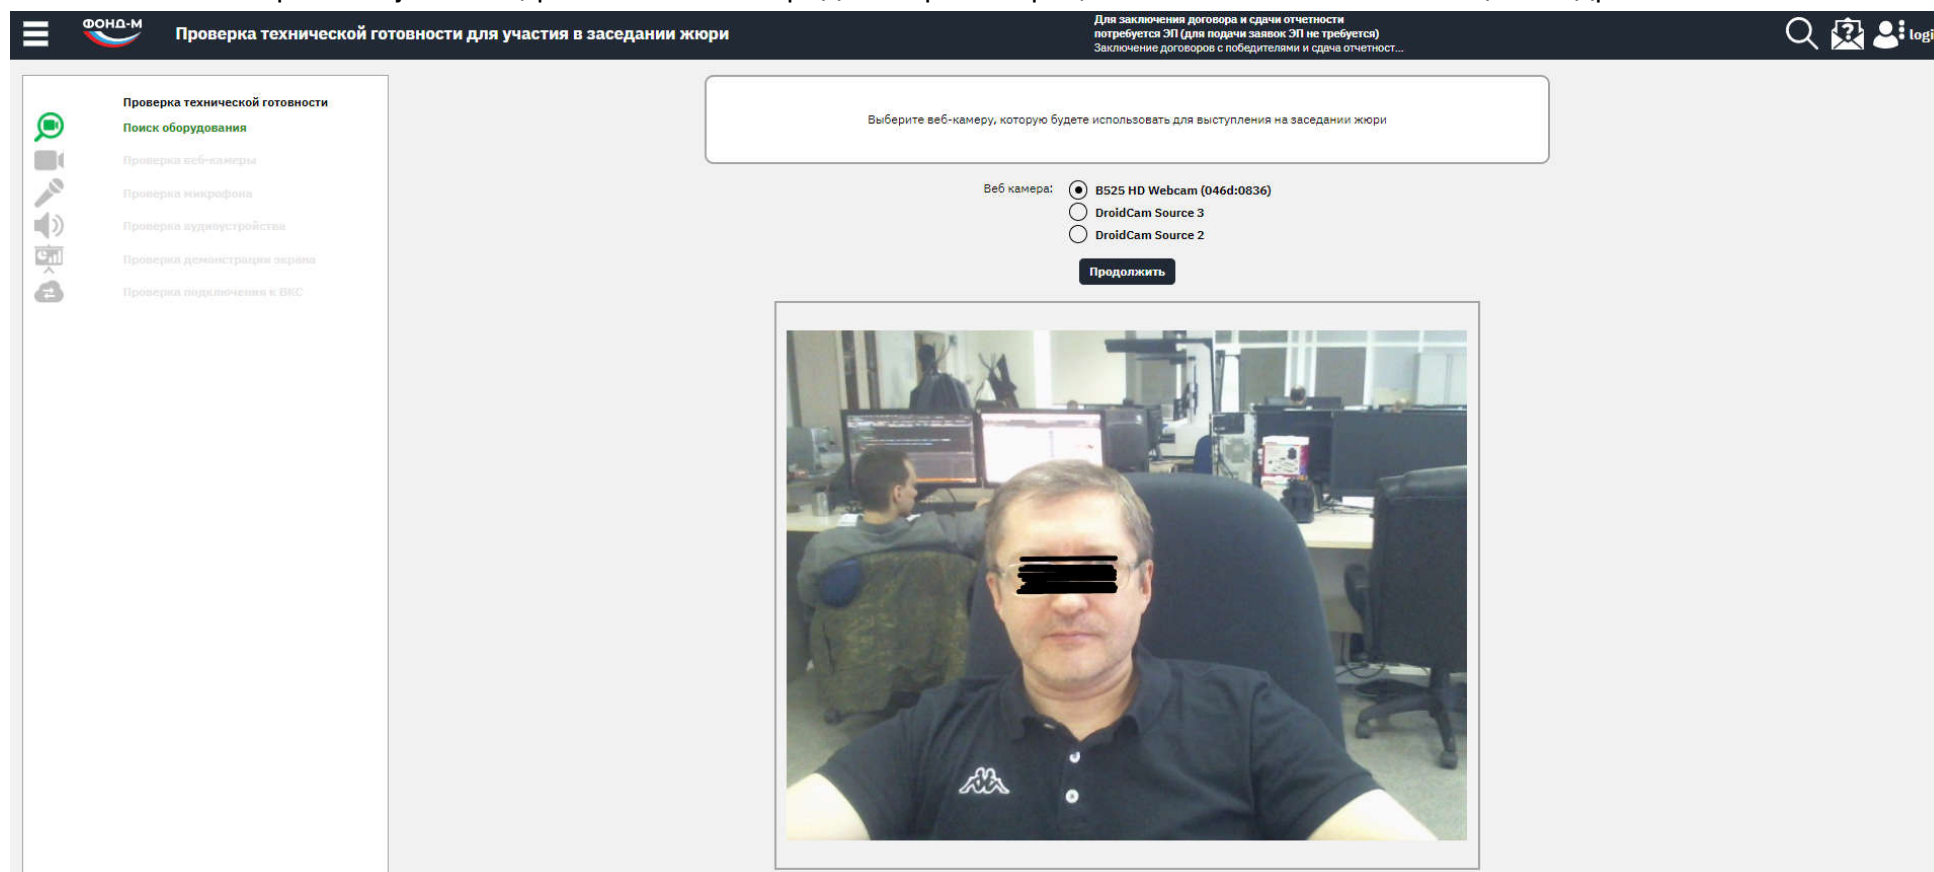 ФОНД-М
Проверка технической готовности для участия в заседании жюри
Для заключения договора и сдачи отчетности
потребуется ЭП (для подачи заявок ЭП не требуется)
Заключение договоров с победителями и сдача отчетност...
logi
Проверка технической готовности
Поиск оборудования
Проверка веб-камеры
Проверка микрофона
Проверка аудиоустройства
Проверка демонстрации экрана
Проверка подключения к ВКС
Выберите веб-камеру, которую будете использовать для выступления на заседании жюри
Веб камера:
B525 HD Webcam (046d:0836)
DroidCam Source 3
DroidCam Source 2
Продолжить